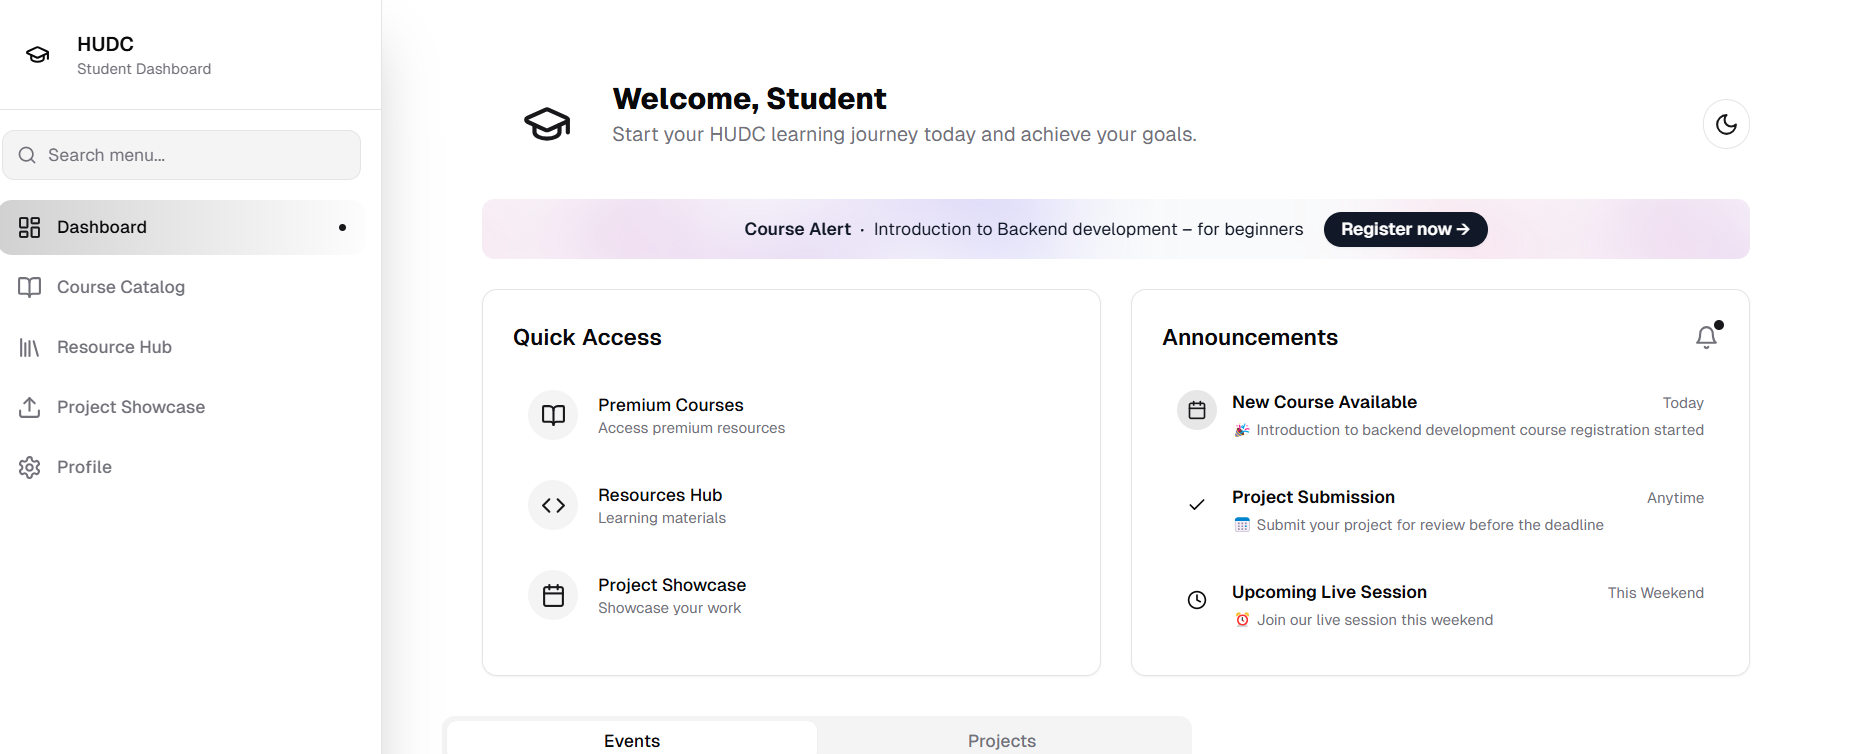 HUDC
Student Dashboard
Search menu...
Dashboard
Course Catalog
Resource Hub
Project Showcase
Profile
Welcome, Student
Start your HUDC learning journey today and achieve your goals.
Course Alert · Introduction to Backend development – for beginners Register now →
Quick Access
Premium Courses
Access premium resources
Resources Hub
Learning materials
Project Showcase
Showcase your work
Announcements
New Course Available Today
🎉 Introduction to backend development course registration started
Project Submission Anytime
🗓️ Submit your project for review before the deadline
Upcoming Live Session This Weekend
⏰ Join our live session this weekend
Events Projects